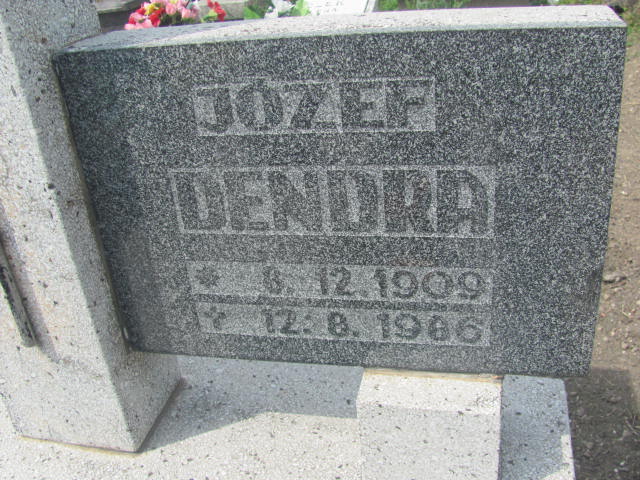 JÓZEF
DENDRA
* 8. 12. 1909
† 12. 8. 1986